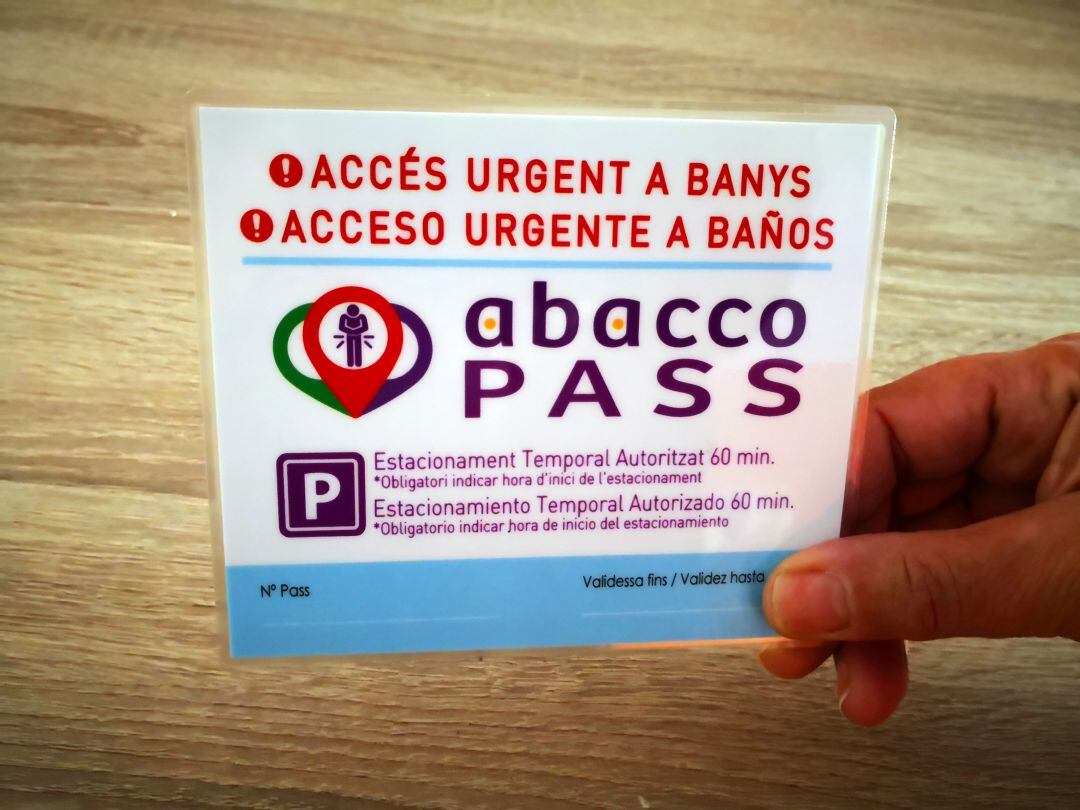 ACCÉS URGENT A BANYS
ACCESO URGENTE A BAÑOS
abacco
PASS
P
Estacionament Temporal Autoritzat 60 min.
*Obligatori indicar hora d'inici de l'estacionament
Estacionamiento Temporal Autorizado 60 min.
*Obligatorio indicar hora de inicio del estacionamiento
Nº Pass
Validessa fins / Validez hasta